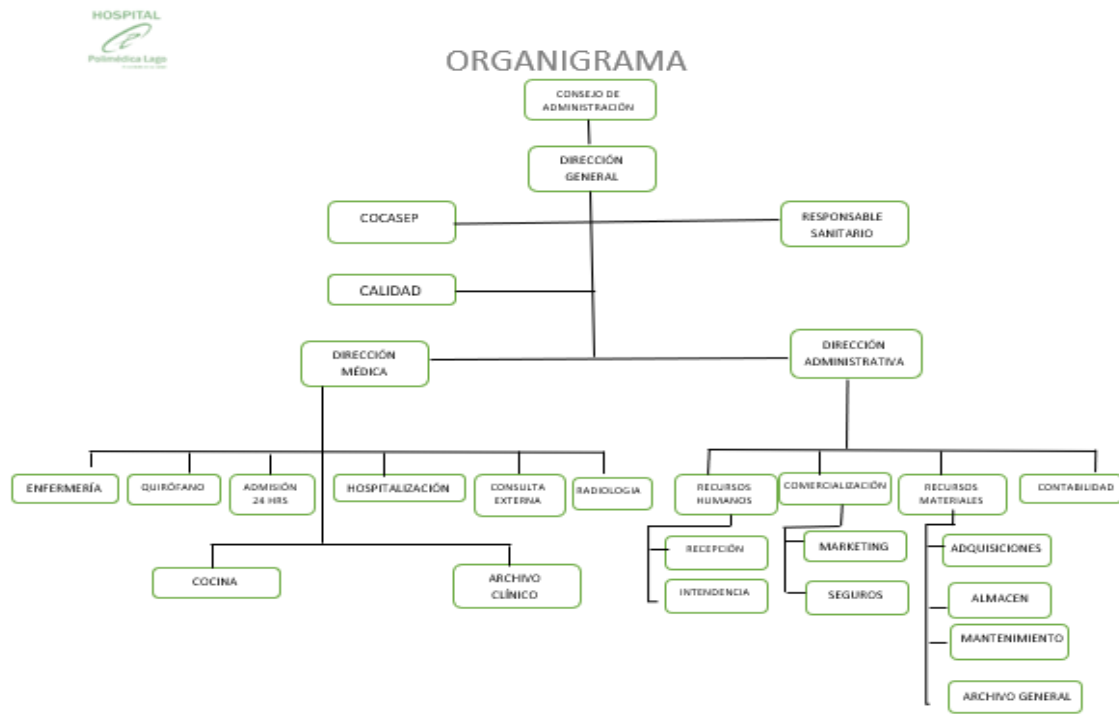 HOSPITAL
Polimédica Lago
ORGANIGRAMA
CONSEJO DE
ADMINISTRACIÓN
DIRECCIÓN
GENERAL
COCASEP
RESPONSABLE
SANITARIO
CALIDAD
DIRECCIÓN
MÉDICA
DIRECCIÓN
ADMINISTRATIVA
ENFERMERÍA
QUIRÓFANO
ADMISIÓN
24 HRS
HOSPITALIZACIÓN
CONSULTA
EXTERNA
RADIOLOGIA
RECURSOS
HUMANOS
COMERCIALIZACIÓN
RECURSOS
MATERIALES
CONTABILIDAD
RECEPCIÓN
MARKETING
ADQUISICIONES
COCINA
ARCHIVO
CLÍNICO
INTENDENCIA
SEGUROS
ALMACEN
MANTENIMIENTO
ARCHIVO GENERAL